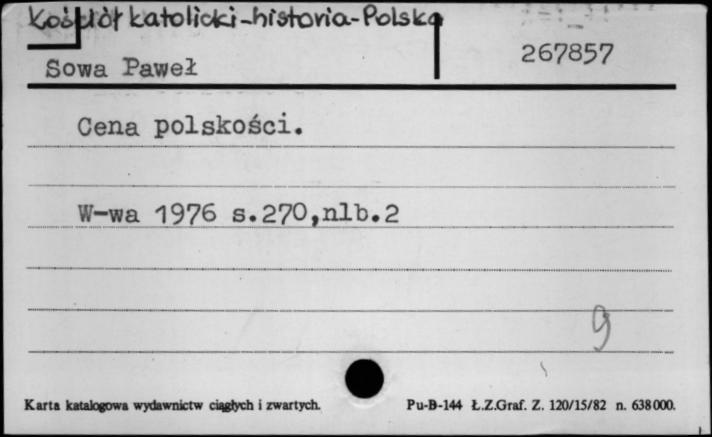 Kościół katolicki-historia-Polska
Sowa Paweł
267857
Cena polskości.
W-wa 1976 s.270,nlb.2
9
Karta katalogowa wydawnictw ciągłych i zwartych.
Pu-B-144 Ł.Z.Graf. Z. 120/15/82 n. 638000.